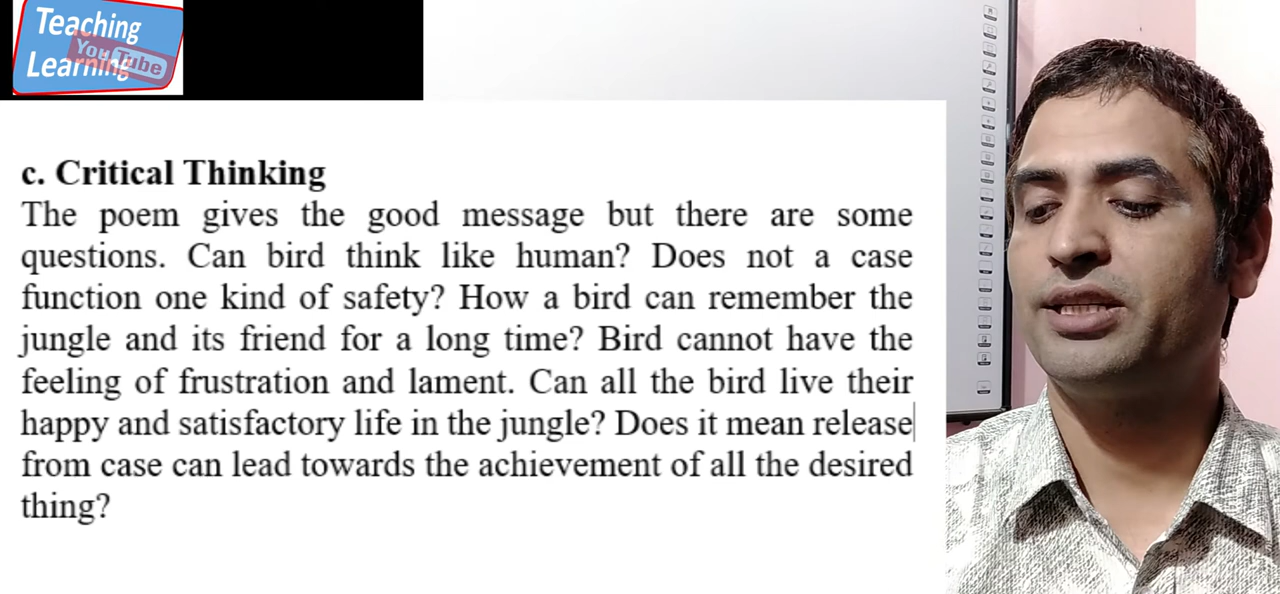 Teaching
Learning
YouTube
c. Critical Thinking
The poem gives the good message but there are some
questions. Can bird think like human? Does not a case
function one kind of safety? How a bird can remember the
jungle and its friend for a long time? Bird cannot have the
feeling of frustration and lament. Can all the bird live their
happy and satisfactory life in the jungle? Does it mean release
from case can lead towards the achievement of all the desired
thing?